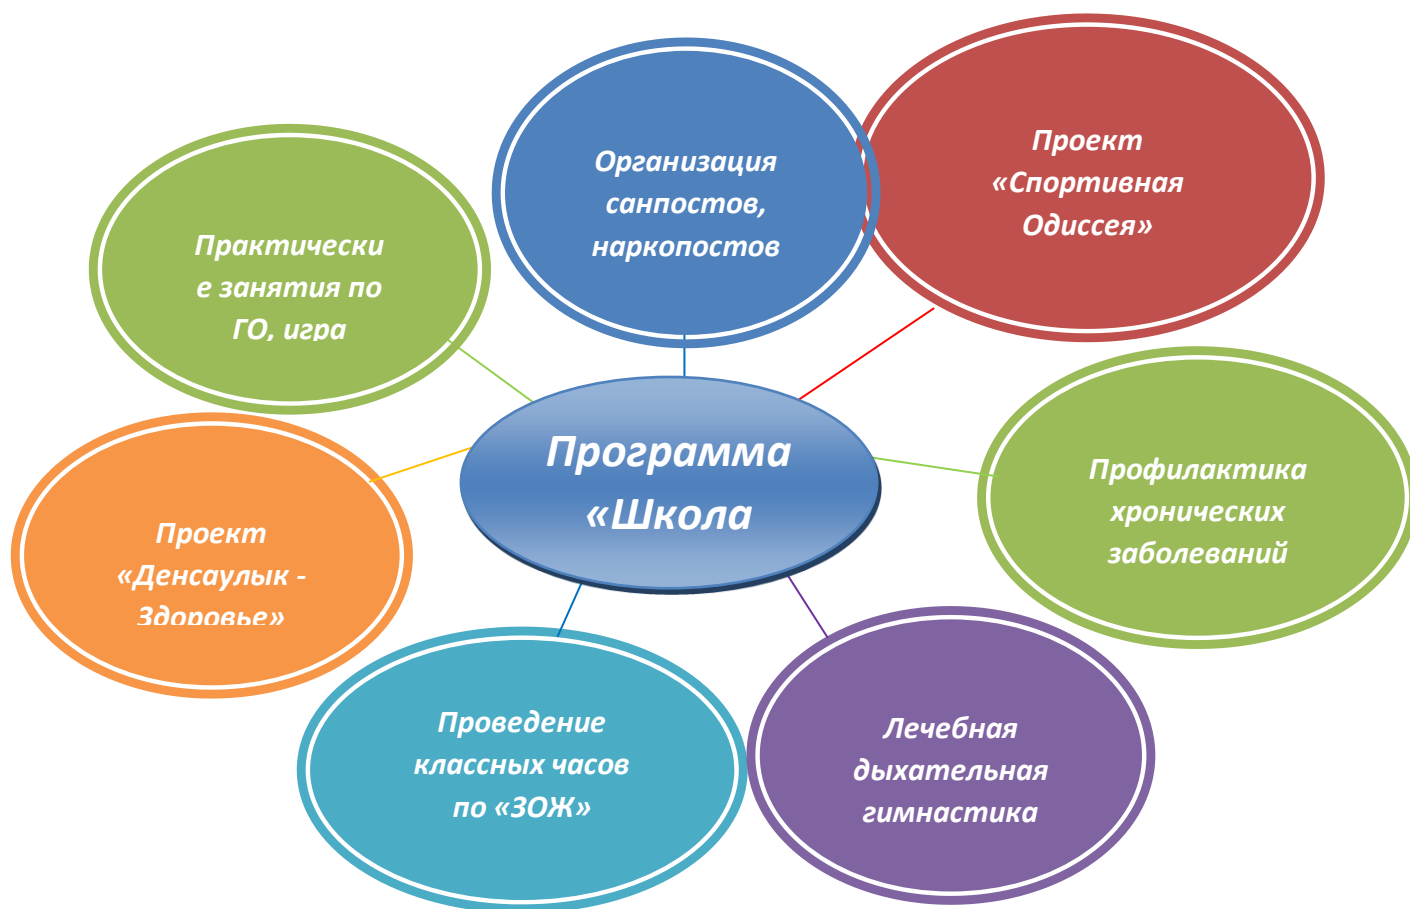 Организация
санпостов,
наркопостов
Проект
«Спортивная
Одиссея»
Практически
е занятия по
ГО, игра
Программа
«Школа
Профилактика
хронических
заболеваний
Проект
«Денсаулык -
Здоровье»
Проведение
классных часов
по «ЗОЖ»
Лечебная
дыхательная
гимнастика